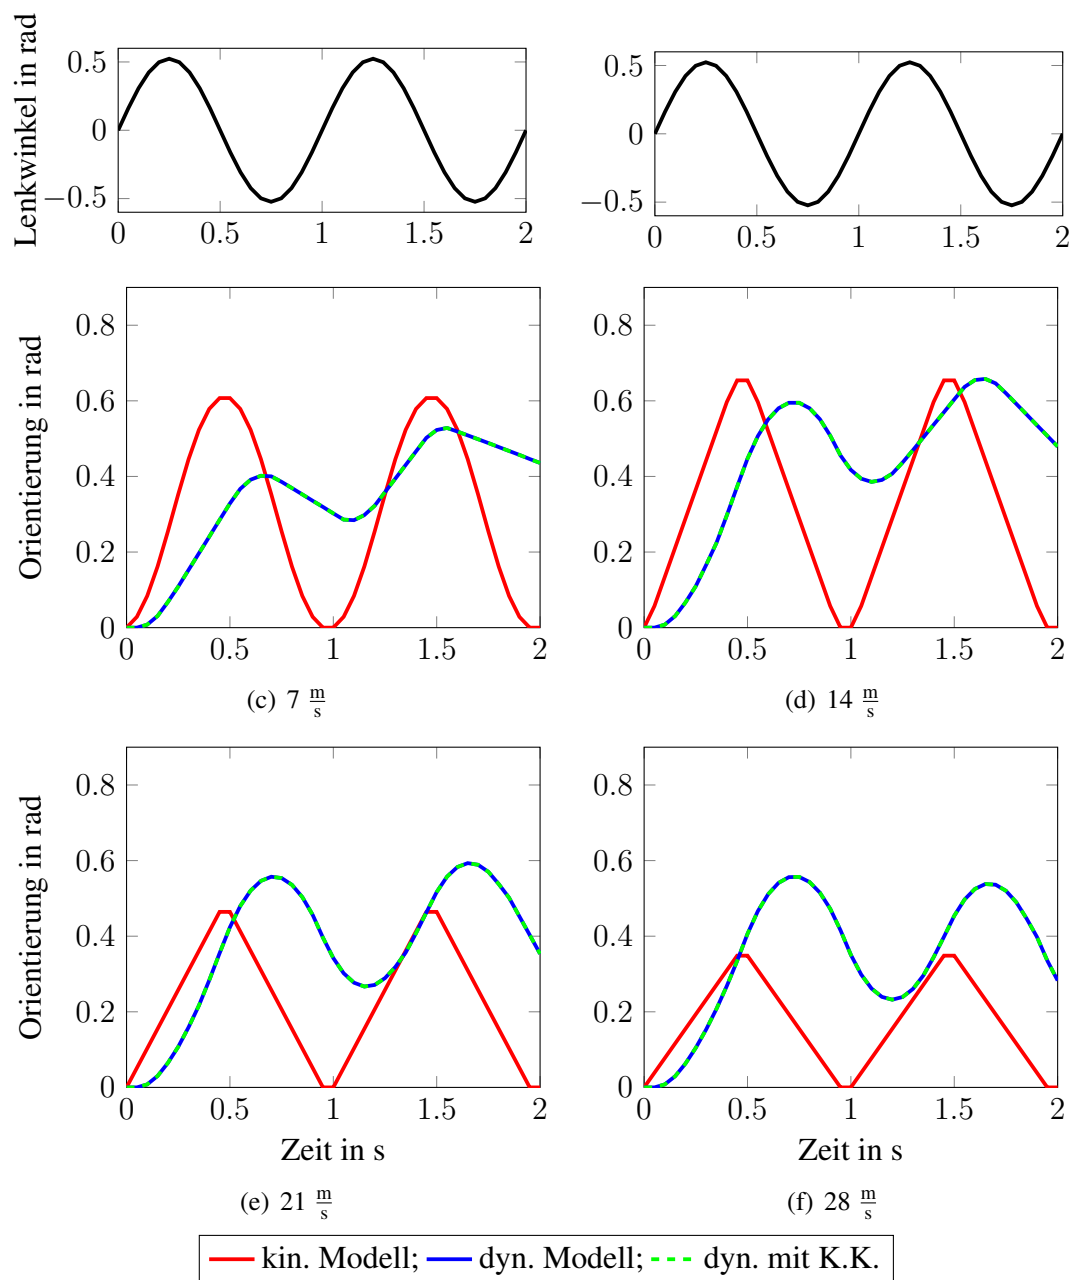 Lenkwinkel in rad
0.5
0
−0.5
0 0.5 1 1.5 2
0.5
0
−0.5
0 0.5 1 1.5 2
Orientierung in rad
0.8
0.6
0.4
0.2
0
0 0.5 1 1.5 2
(c) 7 m/s
0.8
0.6
0.4
0.2
0
0 0.5 1 1.5 2
(d) 14 m/s
Orientierung in rad
0.8
0.6
0.4
0.2
0
0 0.5 1 1.5 2
Zeit in s
(e) 21 m/s
0.8
0.6
0.4
0.2
0
0 0.5 1 1.5 2
Zeit in s
(f) 28 m/s
kin. Modell; dyn. Modell; dyn. mit K.K.